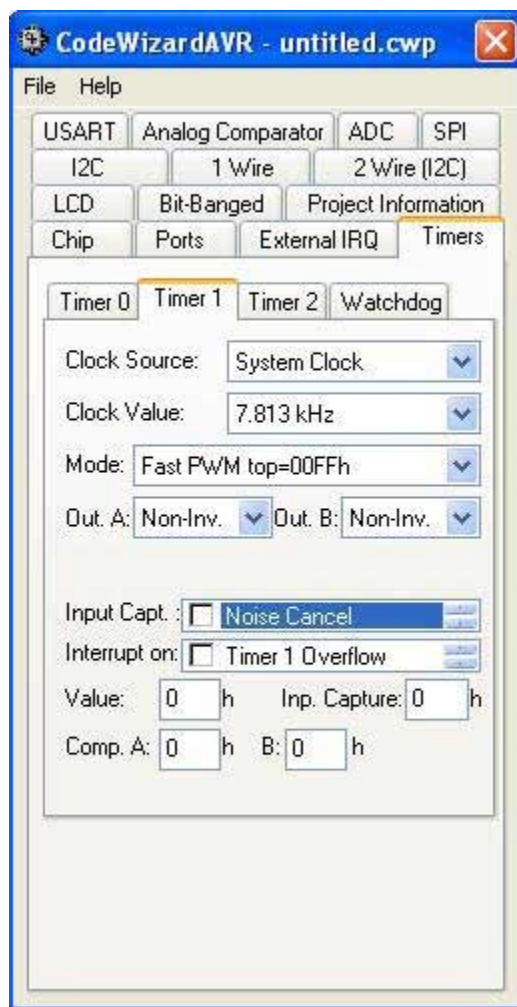 CodeWizardAVR - untitled.cwp
File Help
USART Analog Comparator ADC SPI
I2C 1 Wire 2 Wire (I2C)
LCD Bit-Banged Project Information
Chip Ports External IRQ Timers
Timer 0 Timer 1 Timer 2 Watchdog
Clock Source: System Clock
Clock Value: 7.813 kHz
Mode: Fast PWM top=00FFh
Out. A: Non-Inv. Out. B: Non-Inv.
Input Capt. : Noise Cancel
Interrupt on: Timer 1 Overflow
Value: 0 h Inp. Capture: 0 h
Comp. A: 0 h B: 0 h